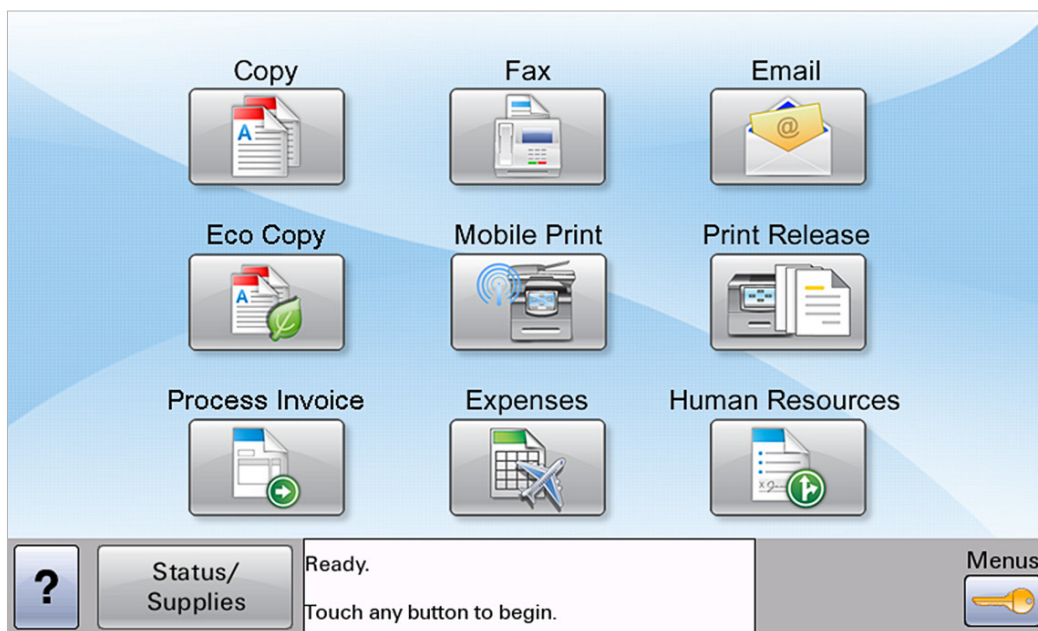 Copy Fax Email
A A @
Eco Copy Mobile Print Print Release
A
Process Invoice Expenses Human Resources
x
? Status/
Supplies
Ready.
Touch any button to begin.
Menus